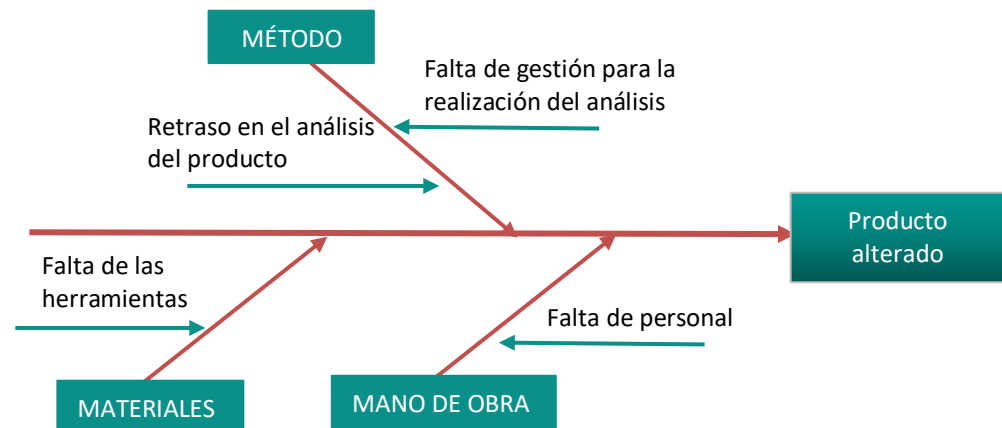 MÉTODO
Falta de gestión para la
realización del análisis
Retraso en el análisis
del producto
Producto
alterado
Falta de las
herramientas
Falta de personal
MATERIALES
MANO DE OBRA